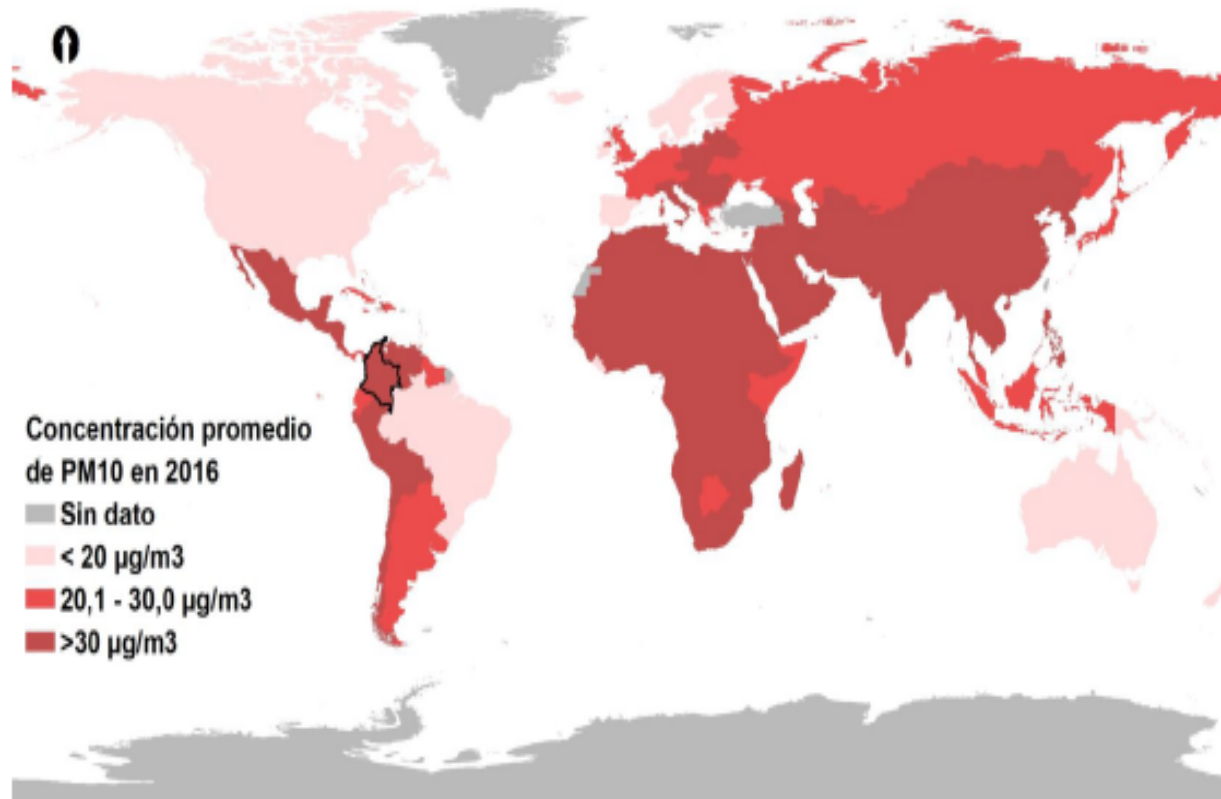 Concentración promedio
de PM10 en 2016
Sin dato
< 20 µg/m3
20,1 - 30,0 µg/m3
>30 µg/m3